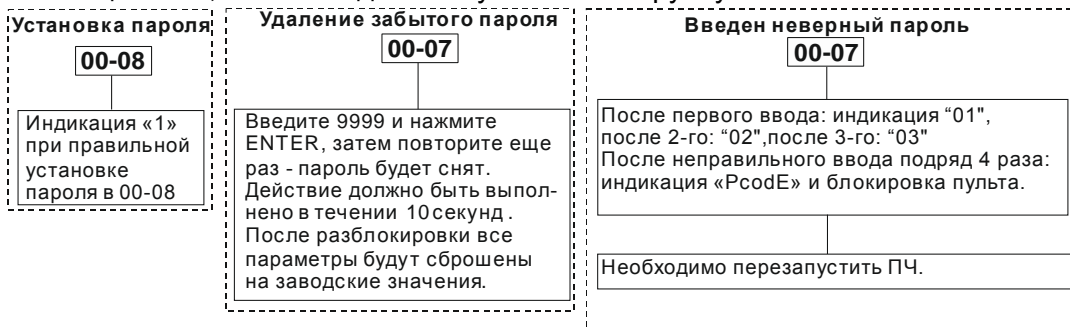 Установка пароля
00-08
Индикация «1»
при правильной
установке
пароля в 00-08
Удаление забытого пароля
00-07
Введите 9999 и нажмите
ENTER, затем повторите еще
раз - пароль будет снят.
Действие должно быть выпол-
нено в течении 10 секунд .
После разблокировки все
параметры будут сброшены
на заводские значения.
Введен неверный пароль
00-07
После первого ввода: индикация “01",
после 2-го: “02",после 3-го: “03"
После неправильного ввода подряд 4 раза:
индикация «PcodE» и блокировка пульта.
Необходимо перезапустить ПЧ.